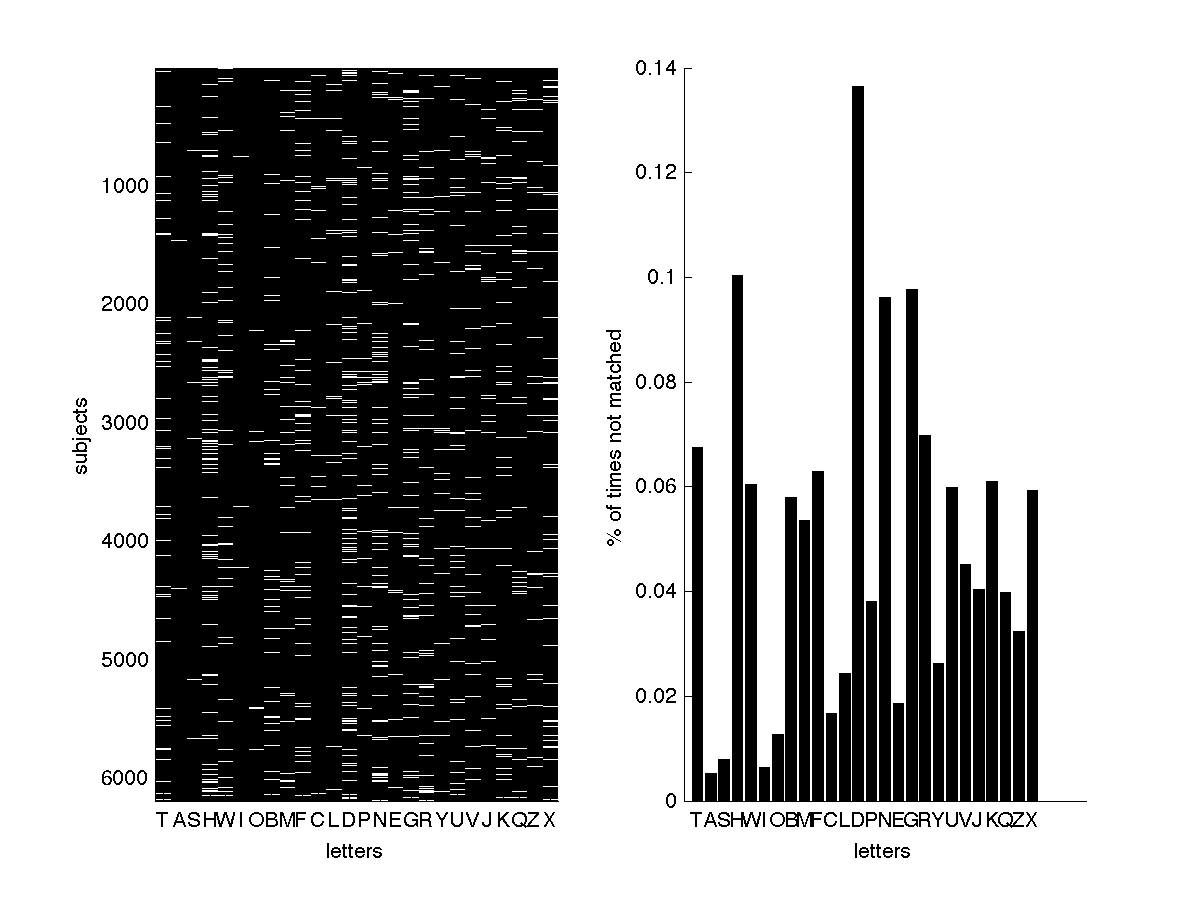 subjects
1000
2000
3000
4000
5000
6000
T A S H W I O B M F C L D P N E G R Y U V J K Q Z X
letters
% of times not matched
0.14
0.12
0.1
0.08
0.06
0.04
0.02
0
T A S H W I O B M F C L D P N E G R Y U V J K Q Z X
letters